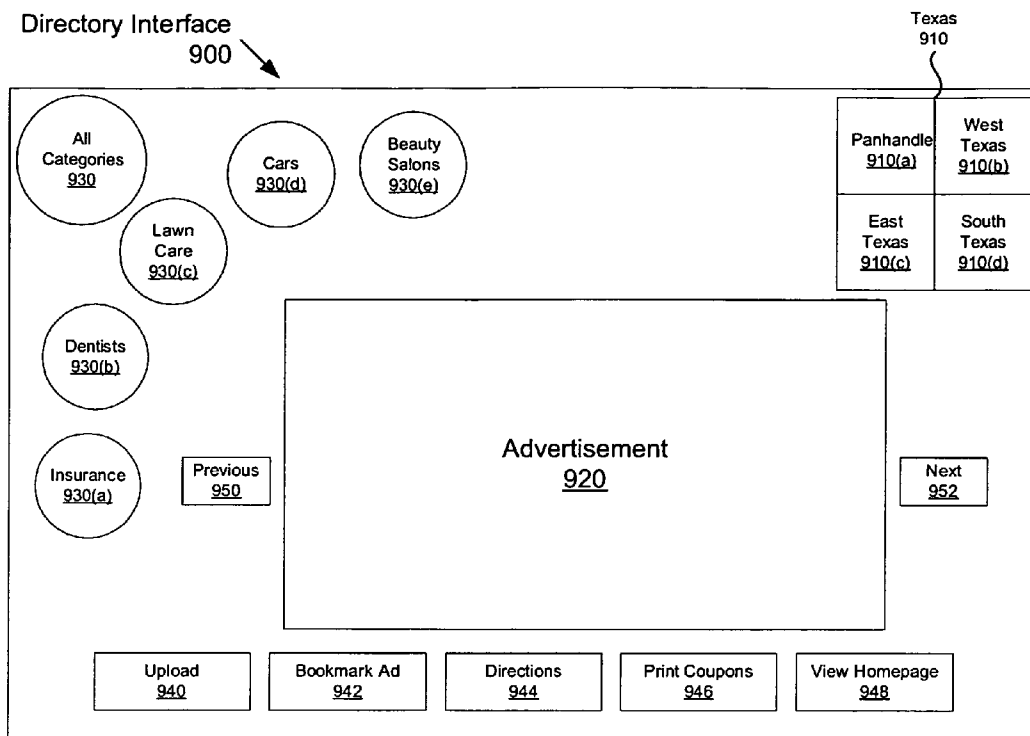 Directory Interface
900
Texas
910
All
Categories
930
Cars
930(d)
Beauty
Salons
930(e)
Panhandle
910(a)
West
Texas
910(b)
Lawn
Care
930(c)
East
Texas
910(c)
South
Texas
910(d)
Dentists
930(b)
Insurance
930(a)
Previous
950
Advertisement
920
Next
952
Upload
940
Bookmark Ad
942
Directions
944
Print Coupons
946
View Homepage
948